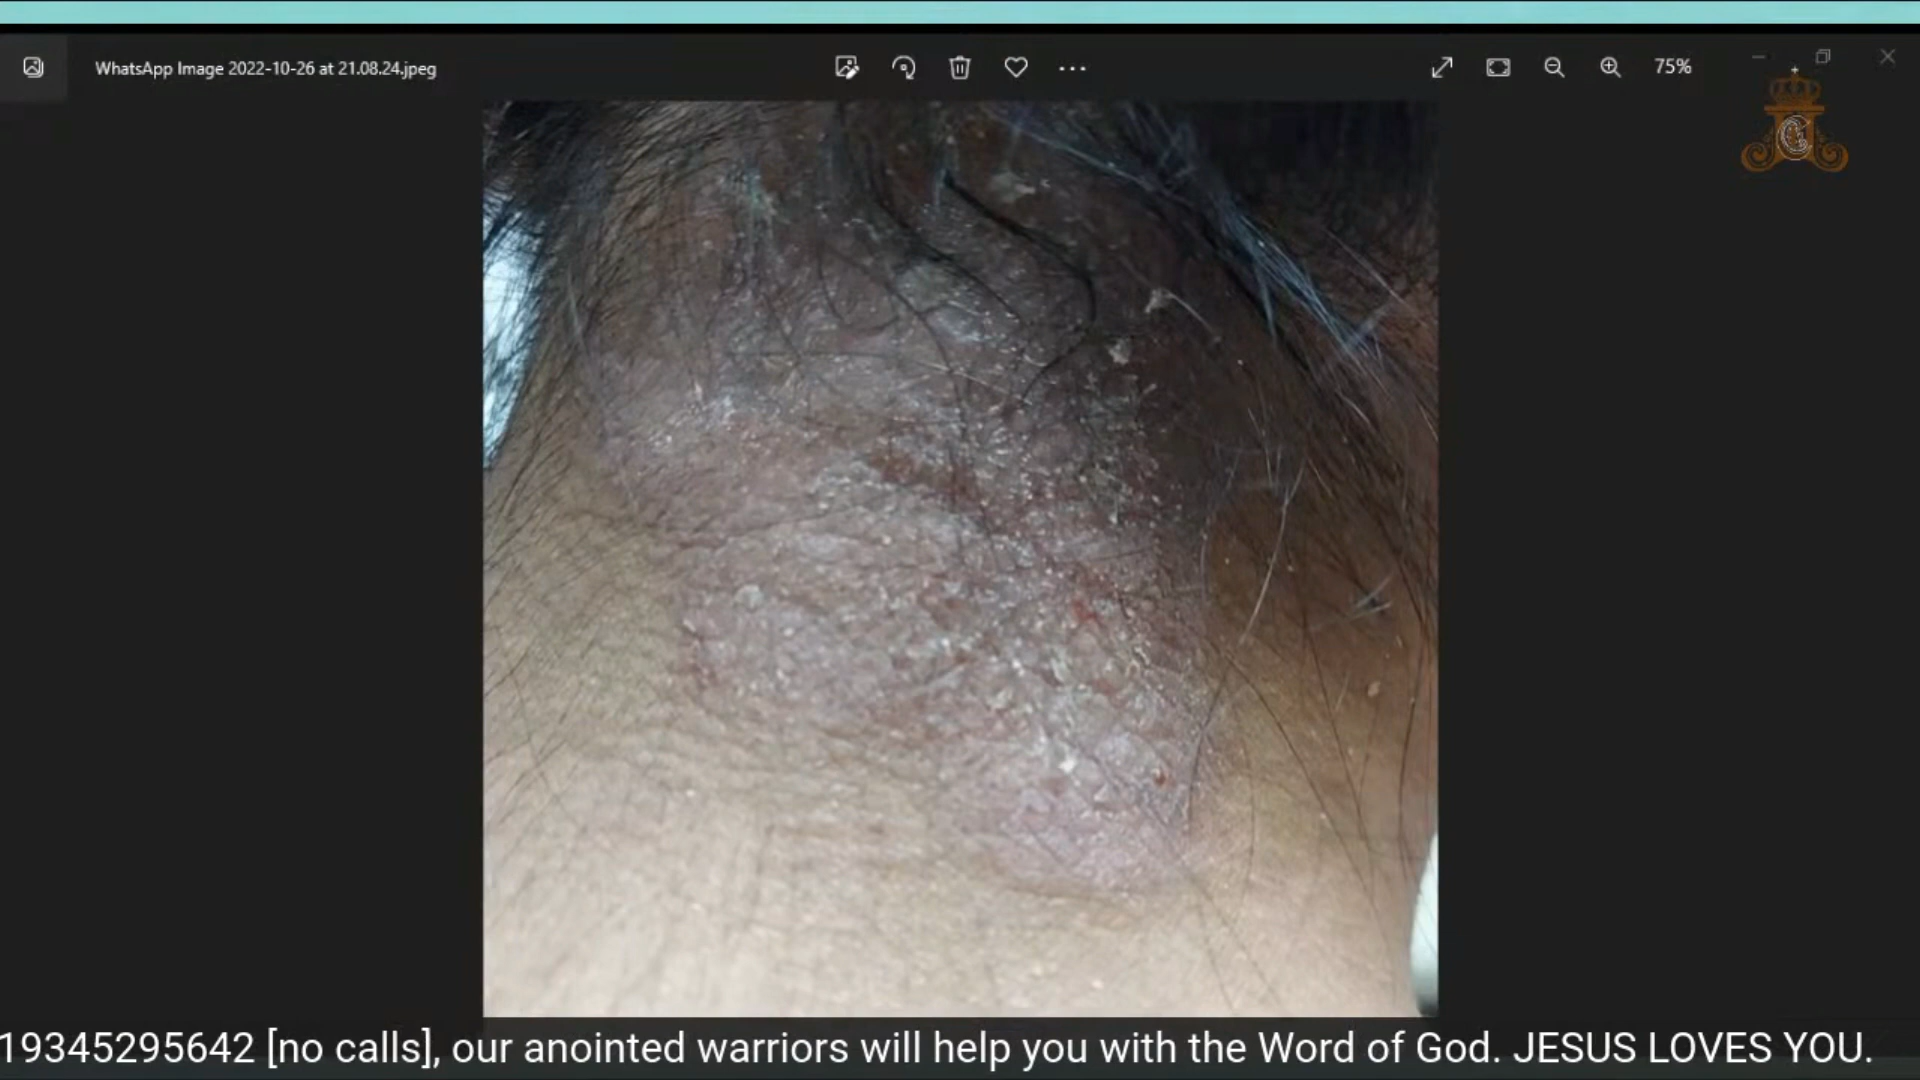 WhatsApp Image 2022-10-26 at 21.08.24.jpeg
75%
19345295642 [no calls], our anointed warriors will help you with the Word of God. JESUS LOVES YOU.